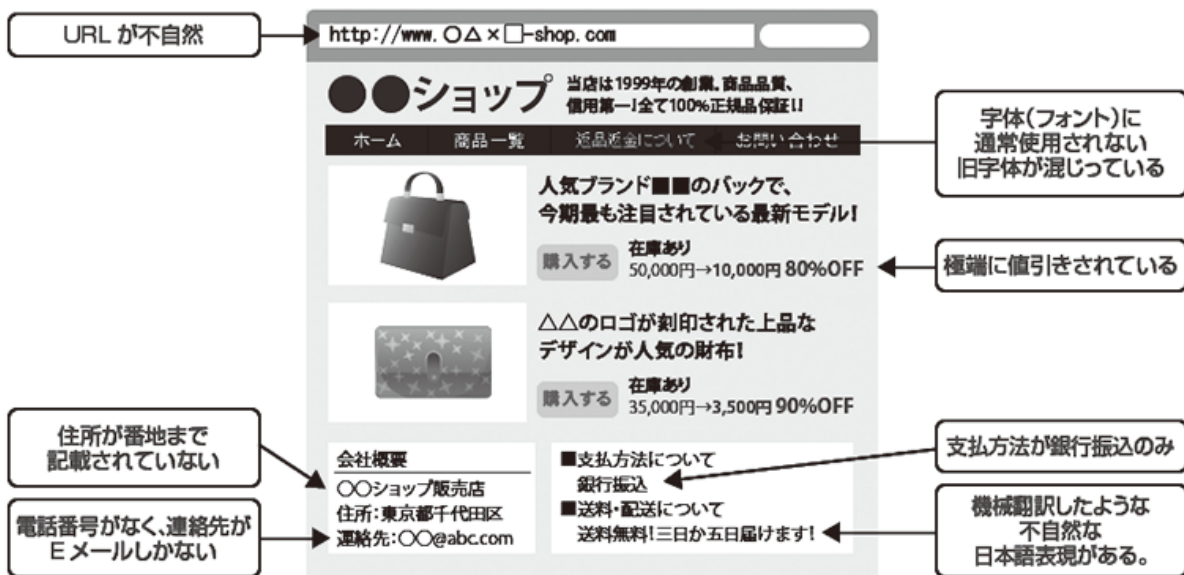 URLが不自然
http://www.○△×□-shop.com
●●ショップ
当店は1999年の創業。商品品質、
信用第一!全て100%正規品保証!!
ホーム 商品一覧 返品返金について お問い合わせ
字体(フォント)に
通常使用されない
旧字体が混じっている
人気ブランド■■のバックで、
今期最も注目されている最新モデル!
購入する
在庫あり
50,000円→10,000円 80%OFF
極端に値引きされている
△△のロゴが刻印された上品な
デザインが人気の財布!
購入する
在庫あり
35,000円→3,500円 90%OFF
住所が番地まで
記載されていない
電話番号がなく、連絡先が
Eメールしかない
会社概要
○○ショップ販売店
住所:東京都千代田区
連絡先:○○@abc.com
■支払方法について
銀行振込
■送料・配送について
送料無料!三日か五日届けます!
支払方法が銀行振込のみ
機械翻訳したような
不自然な
日本語表現がある。